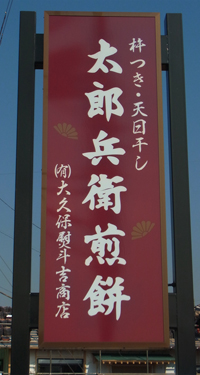 杵つき・天日干し
太郎兵衛煎餅
㈲大久保熨斗吉商店